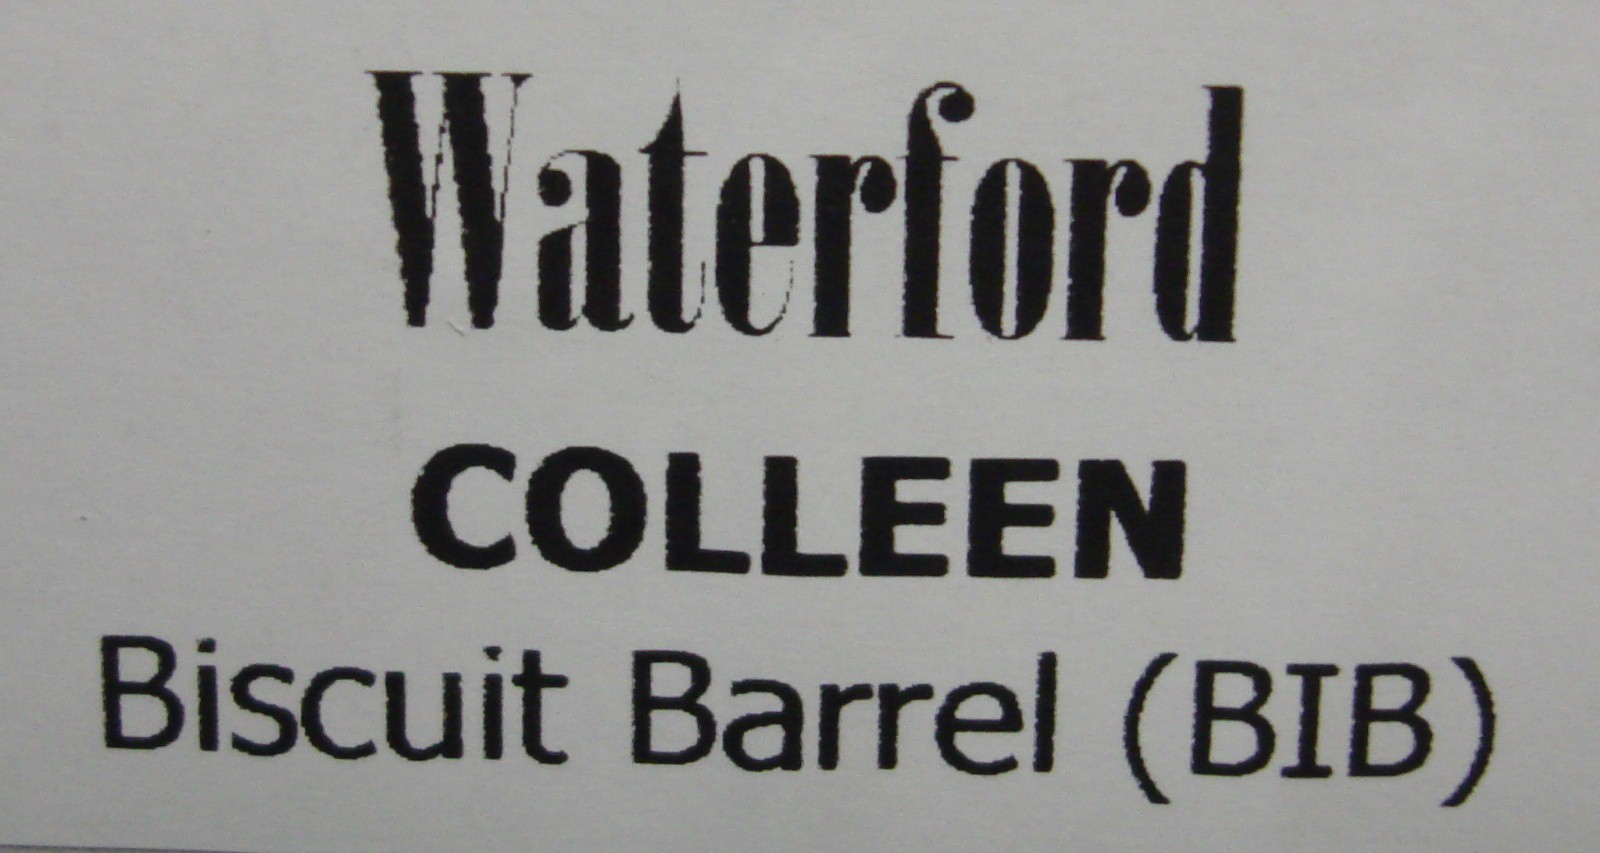 Waterford
COLLEEN
Biscuit Barrel (BIB)